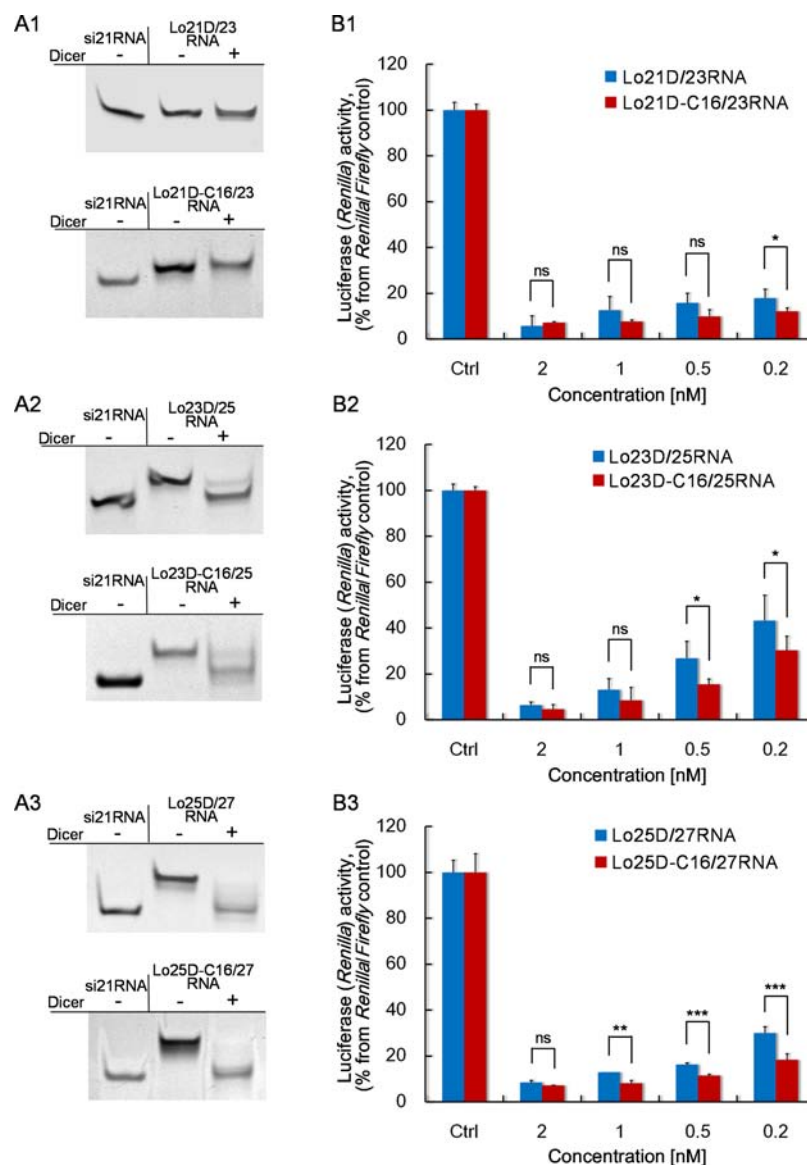 A1
si21RNA
Lo21D/23
RNA
Dicer
-
-
+
si21RNA
Lo21D-C16/23
RNA
Dicer
-
-
+
B1
Luciferase (Renilla) activity,
(% from Renilla/Firefly control)
120
100
80
60
40
20
0
Lo21D/23RNA
Lo21D-C16/23RNA
ns
ns
ns
*
Ctrl 2 1 0.5 0.2
Concentration [nM]
A2
si21RNA
Lo23D/25
RNA
Dicer
-
-
+
si21RNA
Lo23D-C16/25
RNA
Dicer
-
-
+
B2
Luciferase (Renilla) activity,
(% from Renilla/Firefly control)
120
100
80
60
40
20
0
Lo23D/25RNA
Lo23D-C16/25RNA
ns
ns
*
*
Ctrl 2 1 0.5 0.2
Concentration [nM]
A3
si21RNA
Lo25D/27
RNA
Dicer
-
-
+
si21RNA
Lo25D-C16/27
RNA
Dicer
-
-
+
B3
Luciferase (Renilla) activity,
(% from Renilla/Firefly control)
120
100
80
60
40
20
0
Lo25D/27RNA
Lo25D-C16/27RNA
ns
**
***
***
Ctrl 2 1 0.5 0.2
Concentration [nM]